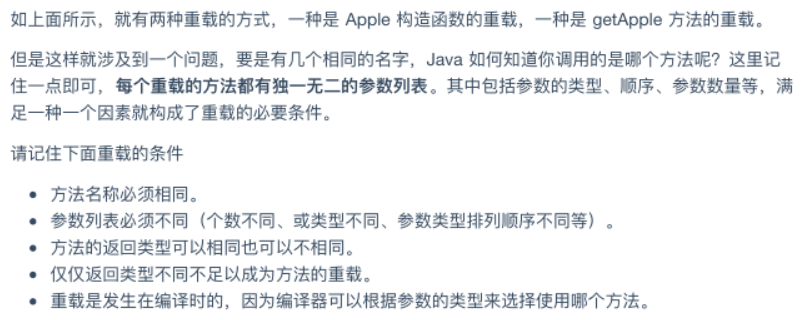 如上面所示，就有两种重载的方式，一种是 Apple 构造函数的重载，一种是 getApple 方法的重载。
但是这样就涉及到一个问题，要是有几个相同的名字，Java 如何知道你调用的是哪个方法呢？这里记
住一点即可，每个重载的方法都有独一无二的参数列表。其中包括参数的类型、顺序、参数数量等，满
足一种一个因素就构成了重载的必要条件。
请记住下面重载的条件
• 方法名称必须相同。
• 参数列表必须不同（个数不同、或类型不同、参数类型排列顺序不同等）。
• 方法的返回类型可以相同也可以不相同。
• 仅仅返回类型不同不足以成为方法的重载。
• 重载是发生在编译时的，因为编译器可以根据参数的类型来选择使用哪个方法。